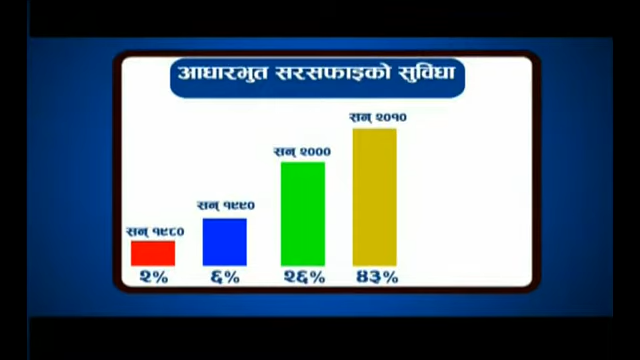 आधारभुत सरसफाइको सुविधा
सन् २०१०
सन् २०००
सन् १९९०
सन् १९८०
२% ६% २६% ४३%